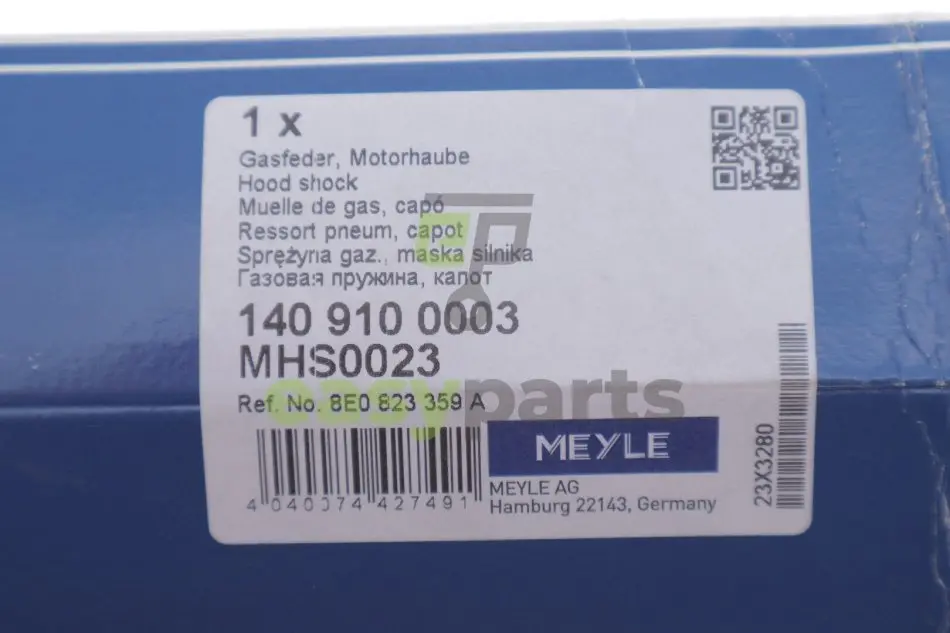 1 x
Gasfeder, Motorhaube
Hood shock
Muelle de gas, capó
Ressort pneum, capot
Sprężyna gaz., maska silnika
Газовая пружина, капот
140 910 0003
MHS0023
easyparts
Ref. No. 8E0 823 359 A
MEYLE
4 040074 427491
MEYLE AG
Hamburg 22143, Germany
23X3280
ep